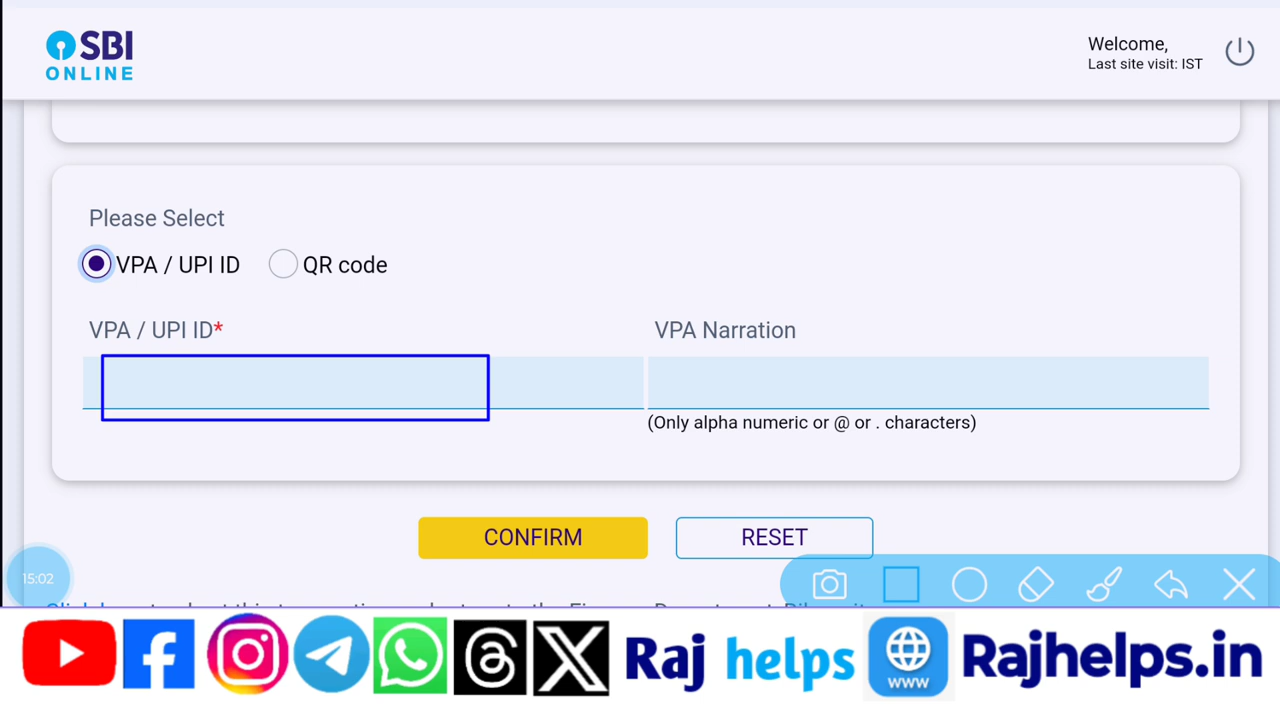 SBI
ONLINE
Welcome,
Last site visit: IST
Please Select
VPA / UPI ID
QR code
VPA / UPI ID*
VPA Narration
(Only alpha numeric or @ or . characters)
CONFIRM
RESET
15:02
Raj helps
www
Rajhelps.in